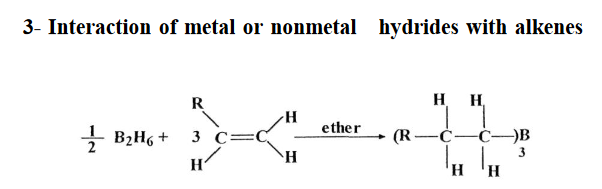 3- Interaction of metal or nonmetal hydrides with alkenes
H H
R H
1/2 B2H6 + 3 C=C ether (R—C—C—)B
3
H H H H